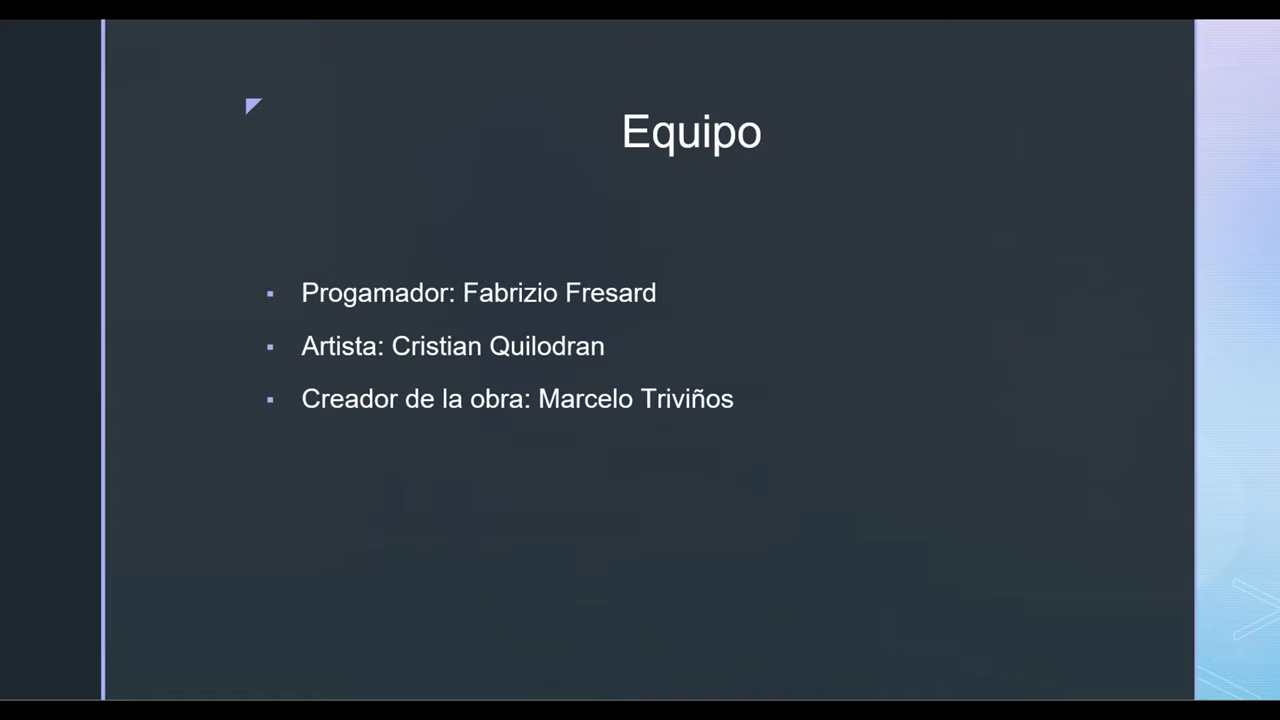 Equipo
Progamador: Fabrizio Fresard
Artista: Cristian Quilodran
Creador de la obra: Marcelo Triviños